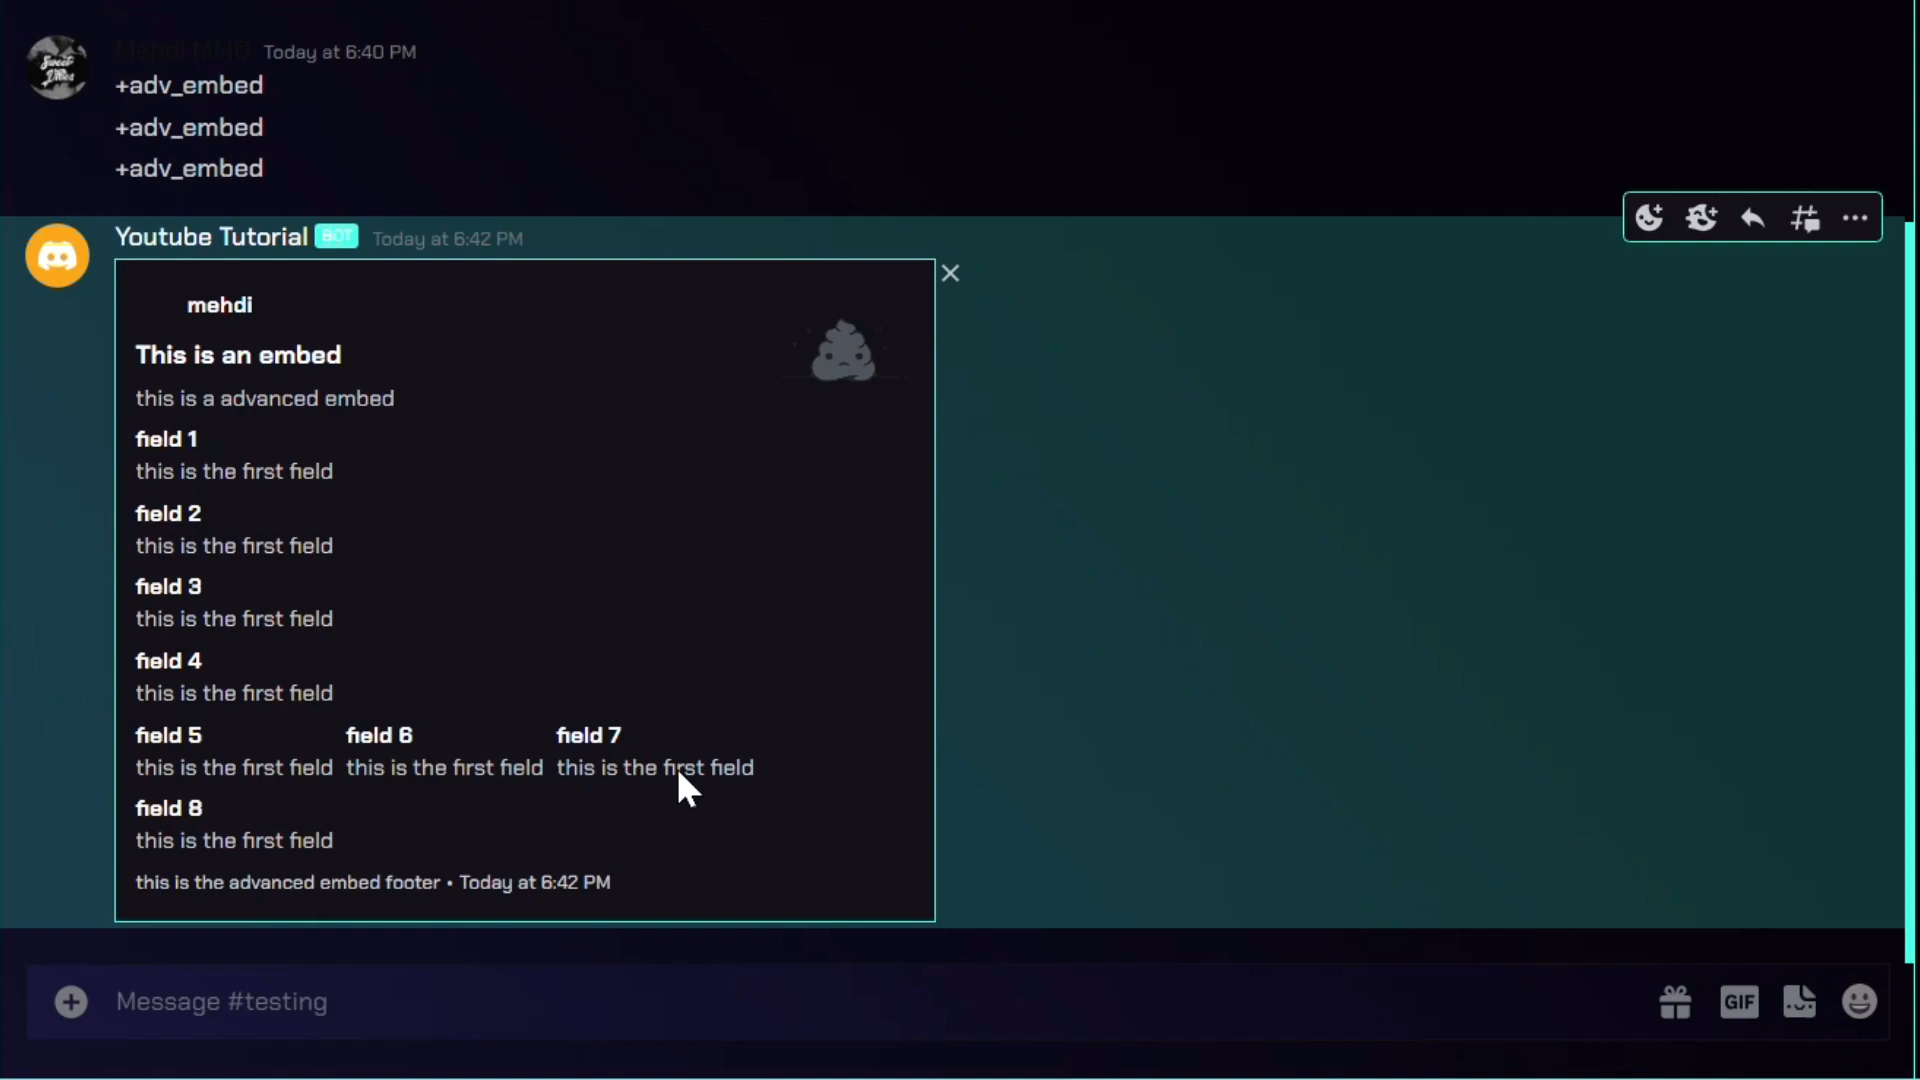 Mehdi MMO Today at 6:40 PM
+adv_embed
+adv_embed
+adv_embed
Youtube Tutorial BOT Today at 6:42 PM
mehdi
This is an embed
this is a advanced embed
field 1
this is the first field
field 2
this is the first field
field 3
this is the first field
field 4
this is the first field
field 5 field 6 field 7
this is the first field this is the first field this is the first field
field 8
this is the first field
this is the advanced embed footer • Today at 6:42 PM
Message #testing
GIF